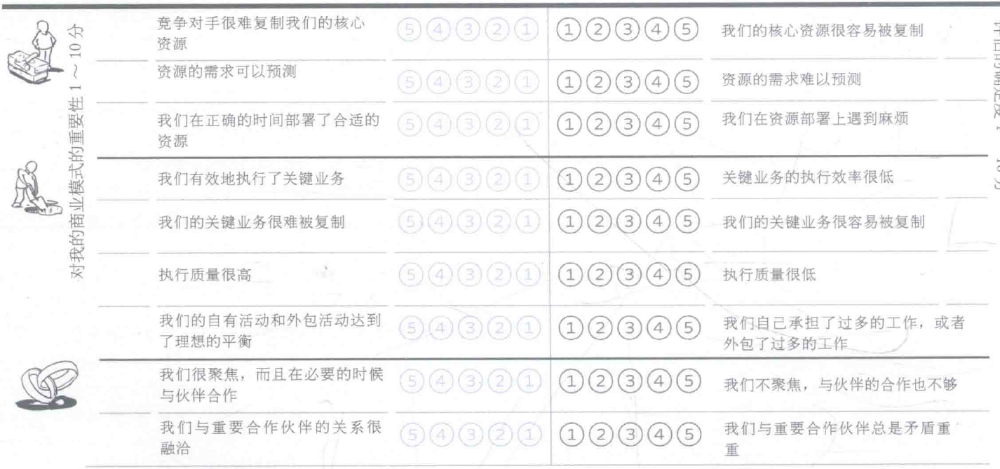 对我的商业模式的重要性 1 ～ 10 分
竞争对手很难复制我们的核心
资源
⑤④③②① ①②③④⑤
我们的核心资源很容易被复制
资源的需求可以预测
⑤④③②① ①②③④⑤
资源的需求难以预测
我们在正确的时间部署了合适的
资源
⑤④③②① ①②③④⑤
我们在资源部署上遇到麻烦
我们有效地执行了关键业务
⑤④③②① ①②③④⑤
关键业务的执行效率很低
我们的关键业务很难被复制
⑤④③②① ①②③④⑤
我们的关键业务很容易被复制
执行质量很高
⑤④③②① ①②③④⑤
执行质量很低
我们的自有活动和外包活动达到
了理想的平衡
⑤④③②① ①②③④⑤
我们自己承担了过多的工作，或者
外包了过多的工作
我们很聚焦，而且在必要的时候
与伙伴合作
⑤④③②① ①②③④⑤
我们不聚焦，与伙伴的合作也不够
我们与重要合作伙伴的关系很
融洽
⑤④③②① ①②③④⑤
我们与重要合作伙伴总是矛盾重
重